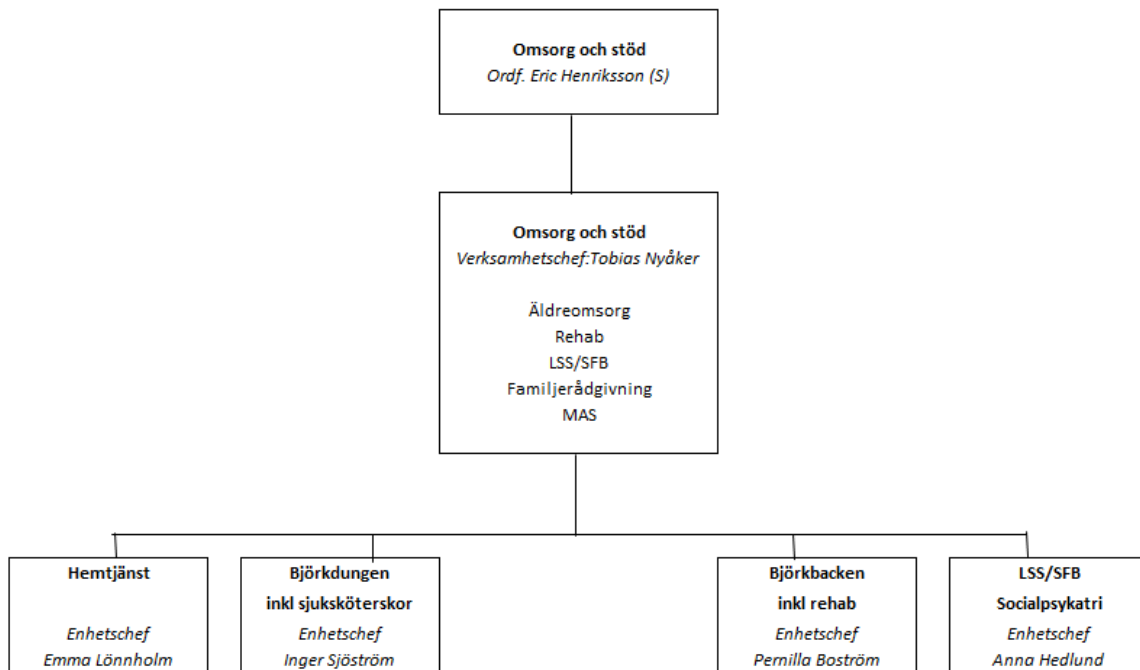 Omsorg och stöd
Ordf. Eric Henriksson (S)
Omsorg och stöd
Verksamhetschef:Tobias Nyåker
Äldreomsorg
Rehab
LSS/SFB
Familjerådgivning
MAS
Hemtjänst
Enhetschef
Emma Lönnholm
Björkdungen
inkl sjuksköterskor
Enhetschef
Inger Sjöström
Björkbacken
inkl rehab
Enhetschef
Pernilla Boström
LSS/SFB
Socialpsykatri
Enhetschef
Anna Hedlund